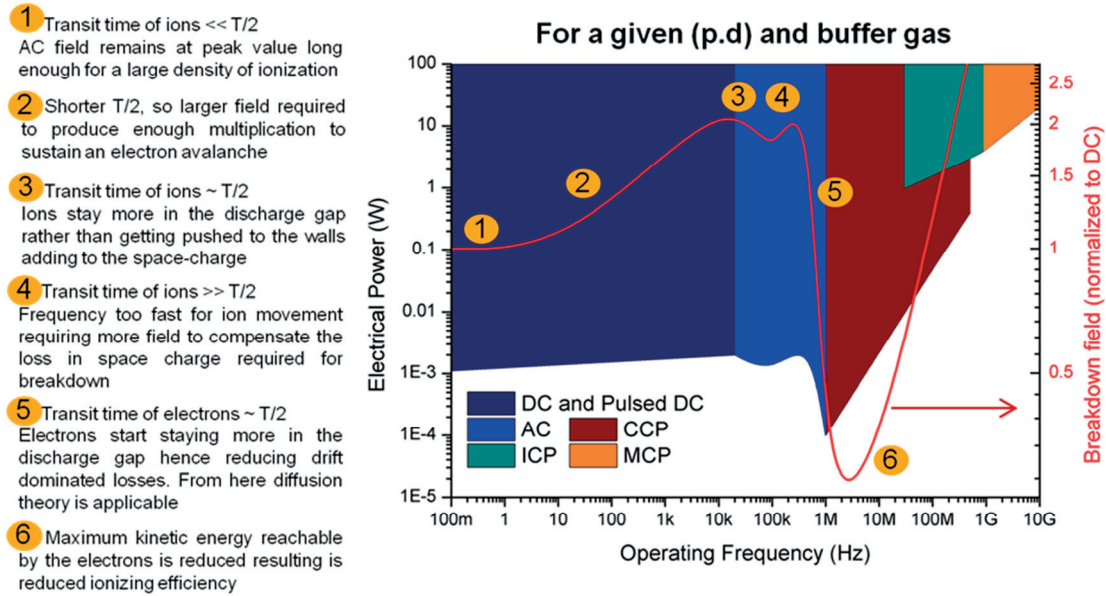 1 Transit time of ions << T/2
AC field remains at peak value long
enough for a large density of ionization
2 Shorter T/2, so larger field required
to produce enough multiplication to
sustain an electron avalanche
3 Transit time of ions ~ T/2
Ions stay more in the discharge gap
rather than getting pushed to the walls
adding to the space-charge
4 Transit time of ions >> T/2
Frequency too fast for ion movement
requiring more field to compensate the
loss in space charge required for
breakdown
5 Transit time of electrons ~ T/2
Electrons start staying more in the
discharge gap hence reducing drift
dominated losses. From here diffusion
theory is applicable
6 Maximum kinetic energy reachable
by the electrons is reduced resulting is
reduced ionizing efficiency
For a given (p.d) and buffer gas
Electrical Power (W)
100
10
1
0.1
0.01
1E-3
1E-4
1E-5
1
2
3
4
5
6
DC and Pulsed DC
AC
CCP
ICP
MCP
100m
1
10
100
1k
10k
100k
1M
10M
100M
1G
10G
Operating Frequency (Hz)
2.5
2
1.5
1
0.5
Breakdown field (normalized to DC)